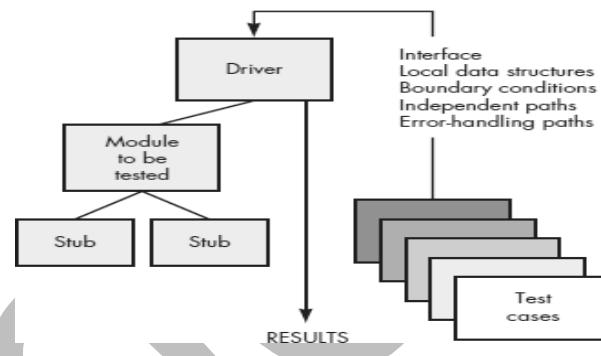 Driver
Interface
Local data structures
Boundary conditions
Independent paths
Error-handling paths
Module
to be
tested
Stub
Stub
Test
cases
RESULTS